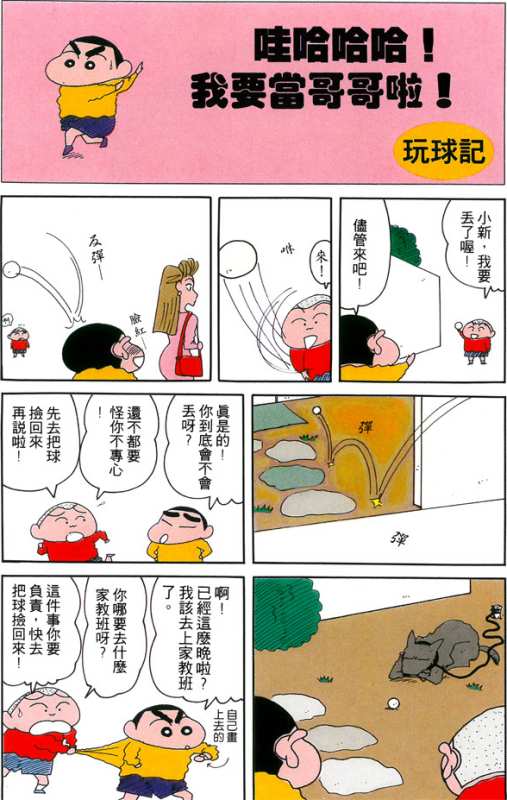 哇哈哈哈！
我要當哥哥啦！
玩球記
小新，我要
丟了喔！
儘管來吧！
來！
咻
反彈—
臉紅
彈
彈
眞是的！
你到底會不會
丟呀？
還不都要
怪你不專心
！
先去把球
撿回來
再說啦！
啊！
已經這麼晚啦？
我該去上家教班
了。
自己畫
上去的
你哪要去什麼
家教班呀？
這件事你要
負責，快去
把球撿回來！